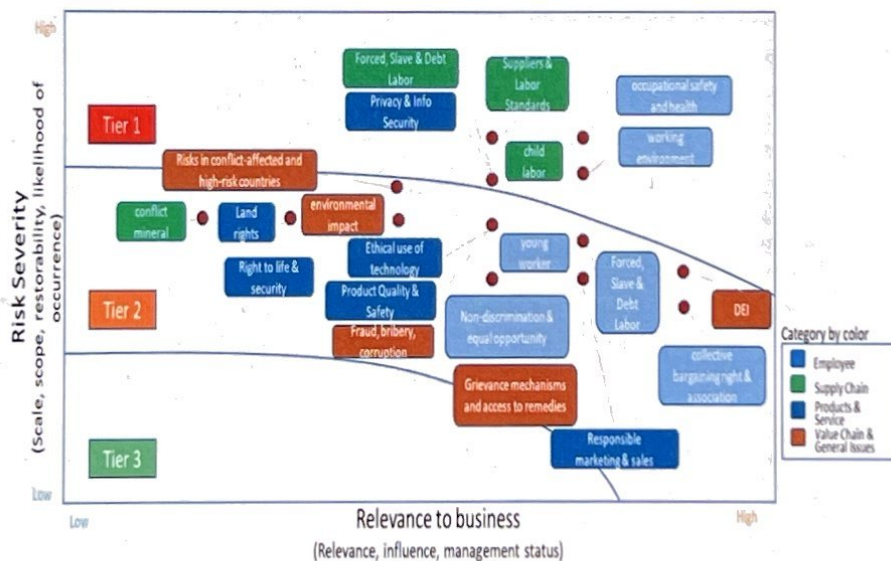 High
Forced, Slave & Debt
Labor
Suppliers &
Labor
Standards
occupational safety
and health
Privacy & Info
Security
Tier 1
working
environment
child
labor
Risks in conflict-affected and
high-risk countries
conflict
mineral
Land
rights
environmental
impact
Ethical use of
technology
young
worker
Forced,
Slave &
Debt
Labor
Right to life &
security
Product Quality &
Safety
Tier 2
Non-discrimination &
equal opportunity
DEI
Fraud, bribery,
corruption
collective
bargaining right &
association
Grievance mechanisms
and access to remedies
Responsible
marketing & sales
Tier 3
Low
Risk Severity
(Scale, scope, restorability, likelihood of
occurrence)
Low
Relevance to business
High
(Relevance, influence, management status)
Category by color
Employee
Supply Chain
Products &
Service
Value Chain &
General Issues